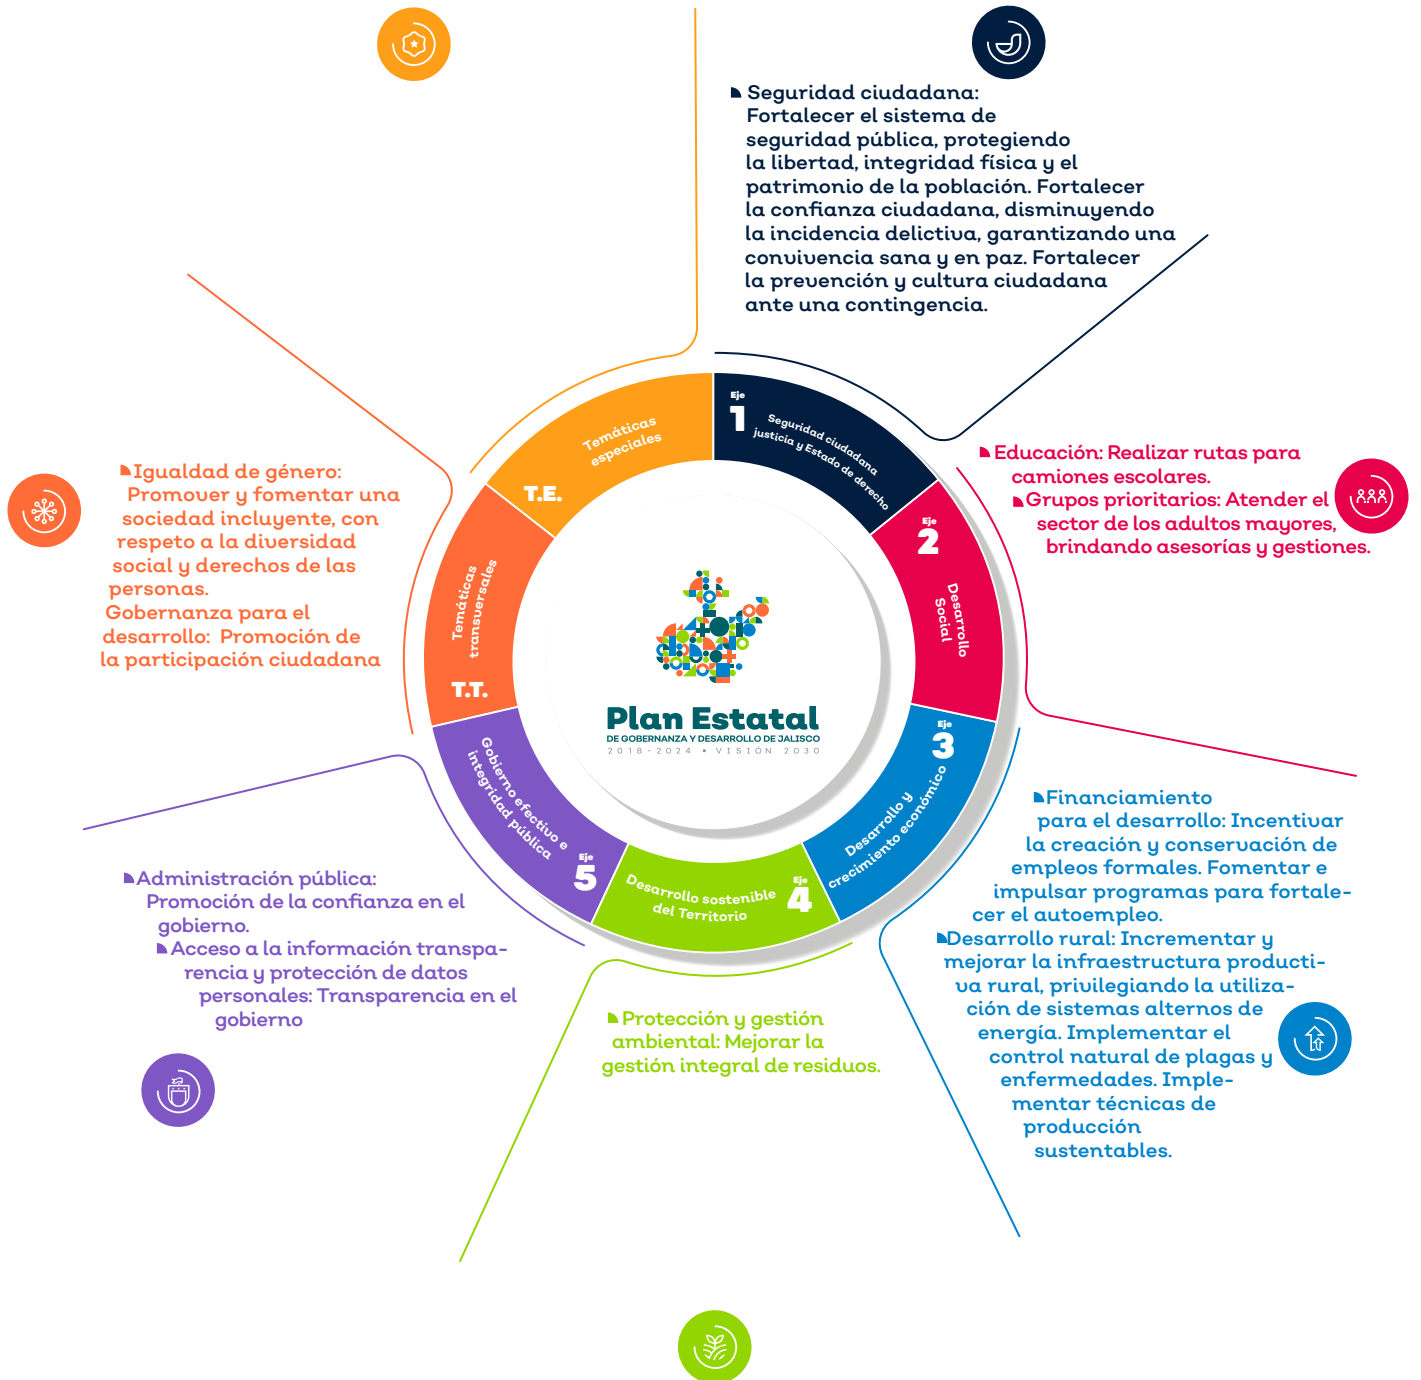 Seguridad ciudadana:
Fortalecer el sistema de
seguridad pública, protegiendo
la libertad, integridad física y el
patrimonio de la población. Fortalecer
la confianza ciudadana, disminuyendo
la incidencia delictiva, garantizando una
convivencia sana y en paz. Fortalecer
la prevención y cultura ciudadana
ante una contingencia.
Educación: Realizar rutas para
camiones escolares.
Grupos prioritarios: Atender el
sector de los adultos mayores,
brindando asesorías y gestiones.
Igualdad de género:
Promover y fomentar una
sociedad incluyente, con
respeto a la diversidad
social y derechos de las
personas.
Gobernanza para el
desarrollo: Promoción de
la participación ciudadana
Temáticas
especiales
T.E.
Eje
1
Seguridad ciudadana
justicia y Estado de derecho
Eje
2
Desarrollo
Social
Temáticas
transversales
T.T.
Plan Estatal
DE GOBERNANZA Y DESARROLLO DE JALISCO
2018-2024 • VISIÓN 2030
Eje
3
Desarrollo y
crecimiento económico
Gobierno efectivo e
integridad pública
Eje
5
Desarrollo sostenible
del Territorio
Eje
4
Financiamiento
para el desarrollo: Incentivar
la creación y conservación de
empleos formales. Fomentar e
impulsar programas para fortale-
cer el autoempleo.
Desarrollo rural: Incrementar y
mejorar la infraestructura producti-
va rural, privilegiando la utiliza-
ción de sistemas alternos de
energía. Implementar el
control natural de plagas y
enfermedades. Imple-
mentar técnicas de
producción
sustentables.
Administración pública:
Promoción de la confianza en el
gobierno.
Acceso a la información transpa-
rencia y protección de datos
personales: Transparencia en el
gobierno
Protección y gestión
ambiental: Mejorar la
gestión integral de residuos.